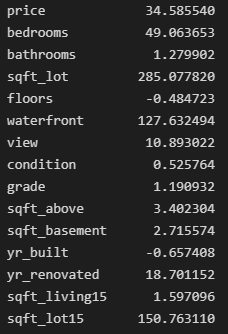 price 34.585540
bedrooms 49.063653
bathrooms 1.279902
sqft_lot 285.077820
floors -0.484723
waterfront 127.632494
view 10.893022
condition 0.525764
grade 1.190932
sqft_above 3.402304
sqft_basement 2.715574
yr_built -0.657408
yr_renovated 18.701152
sqft_living15 1.597096
sqft_lot15 150.763110